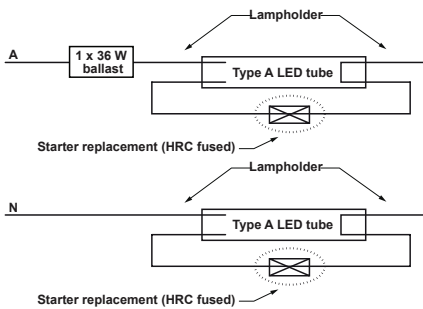 Lampholder
A
1 x 36 W
ballast
Type A LED tube
Starter replacement (HRC fused)
Lampholder
N
Type A LED tube
Starter replacement (HRC fused)